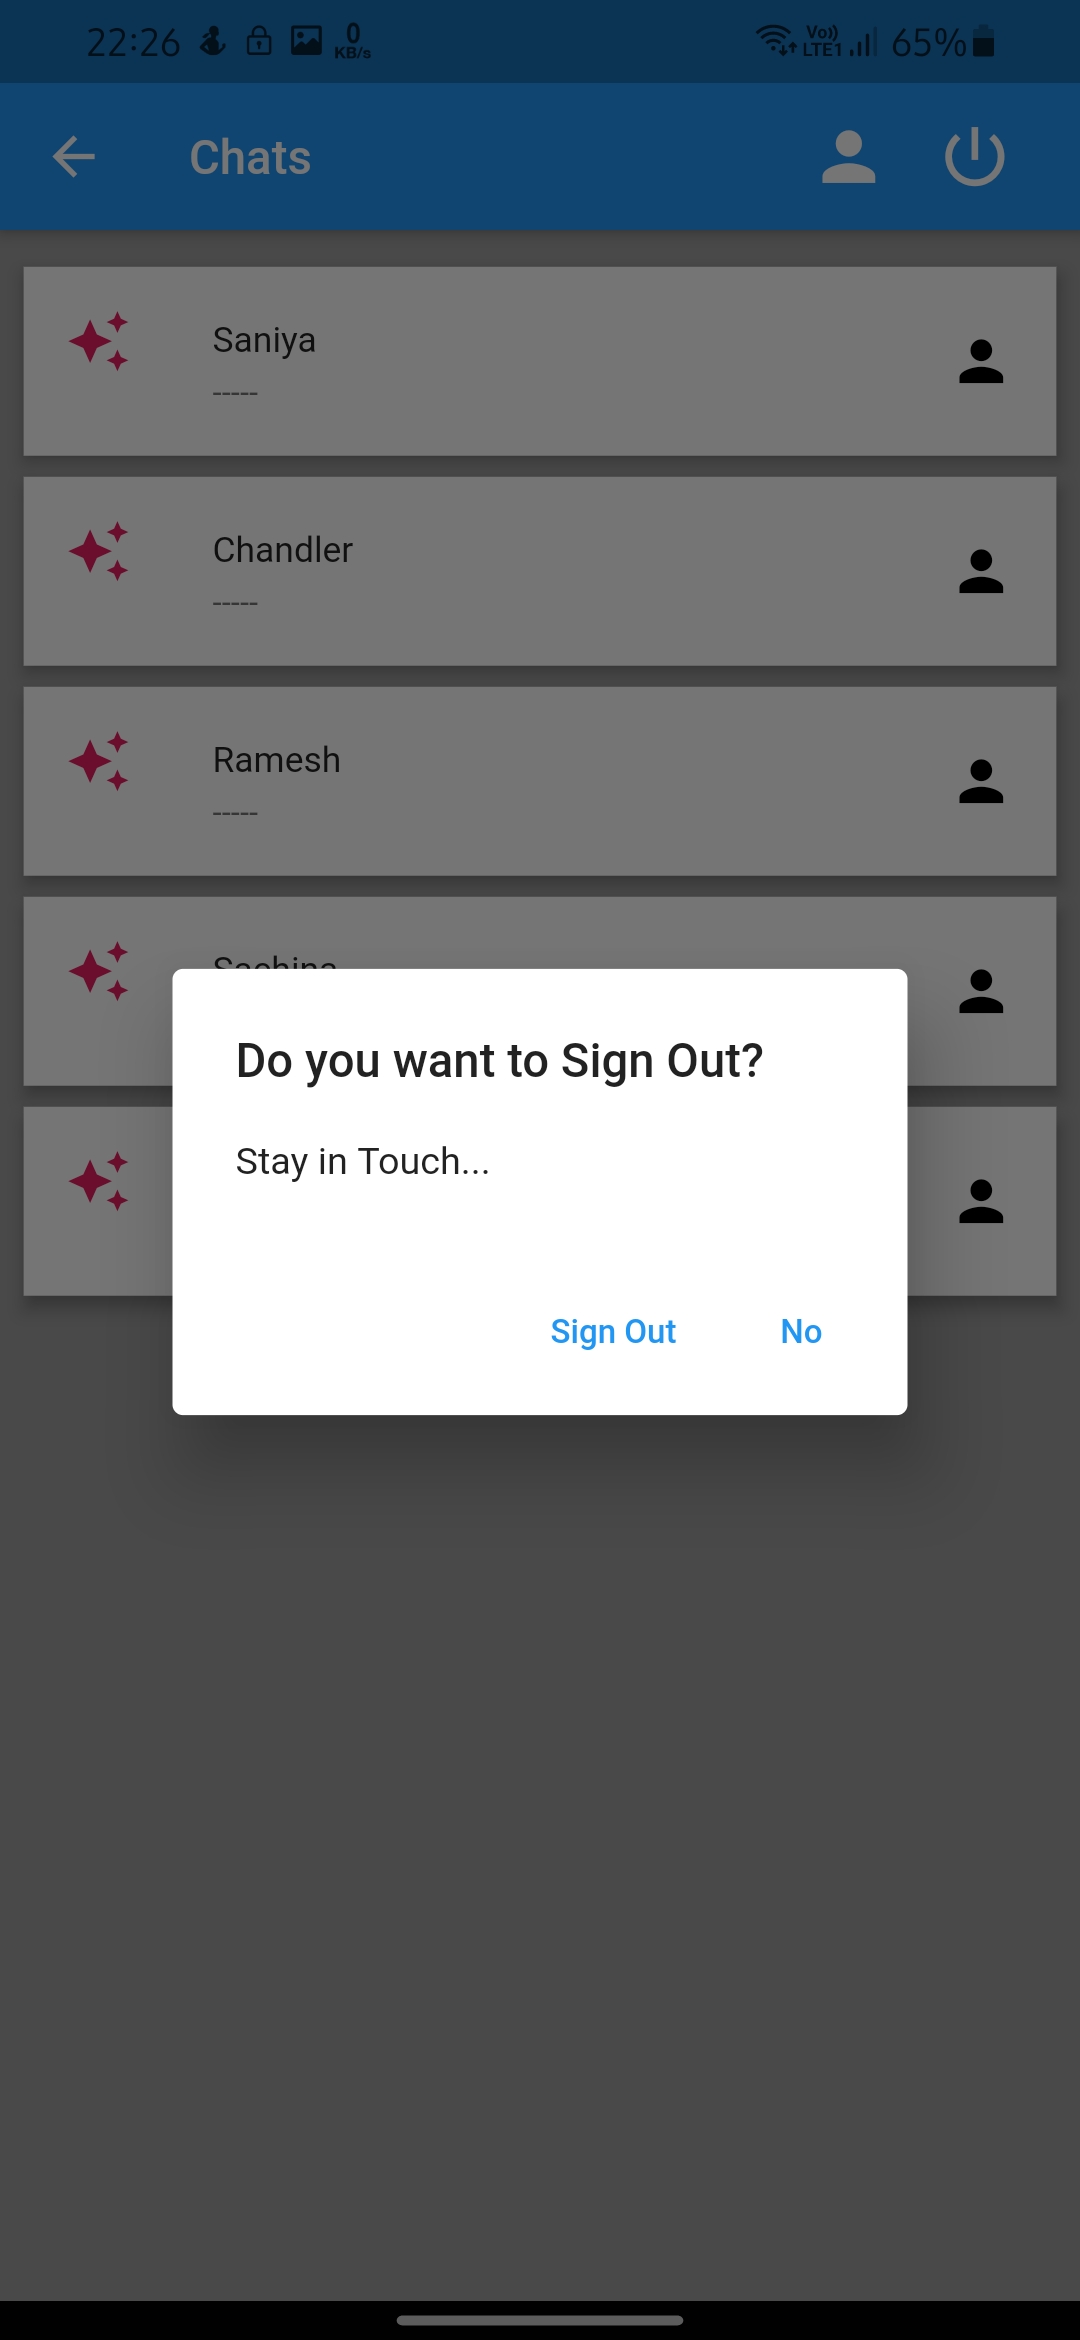 22:26 0 KB/s Vo)) LTE1 65%
Chats
Saniya
-----
Chandler
-----
Ramesh
-----
Do you want to Sign Out?
Stay in Touch...
Sign Out No